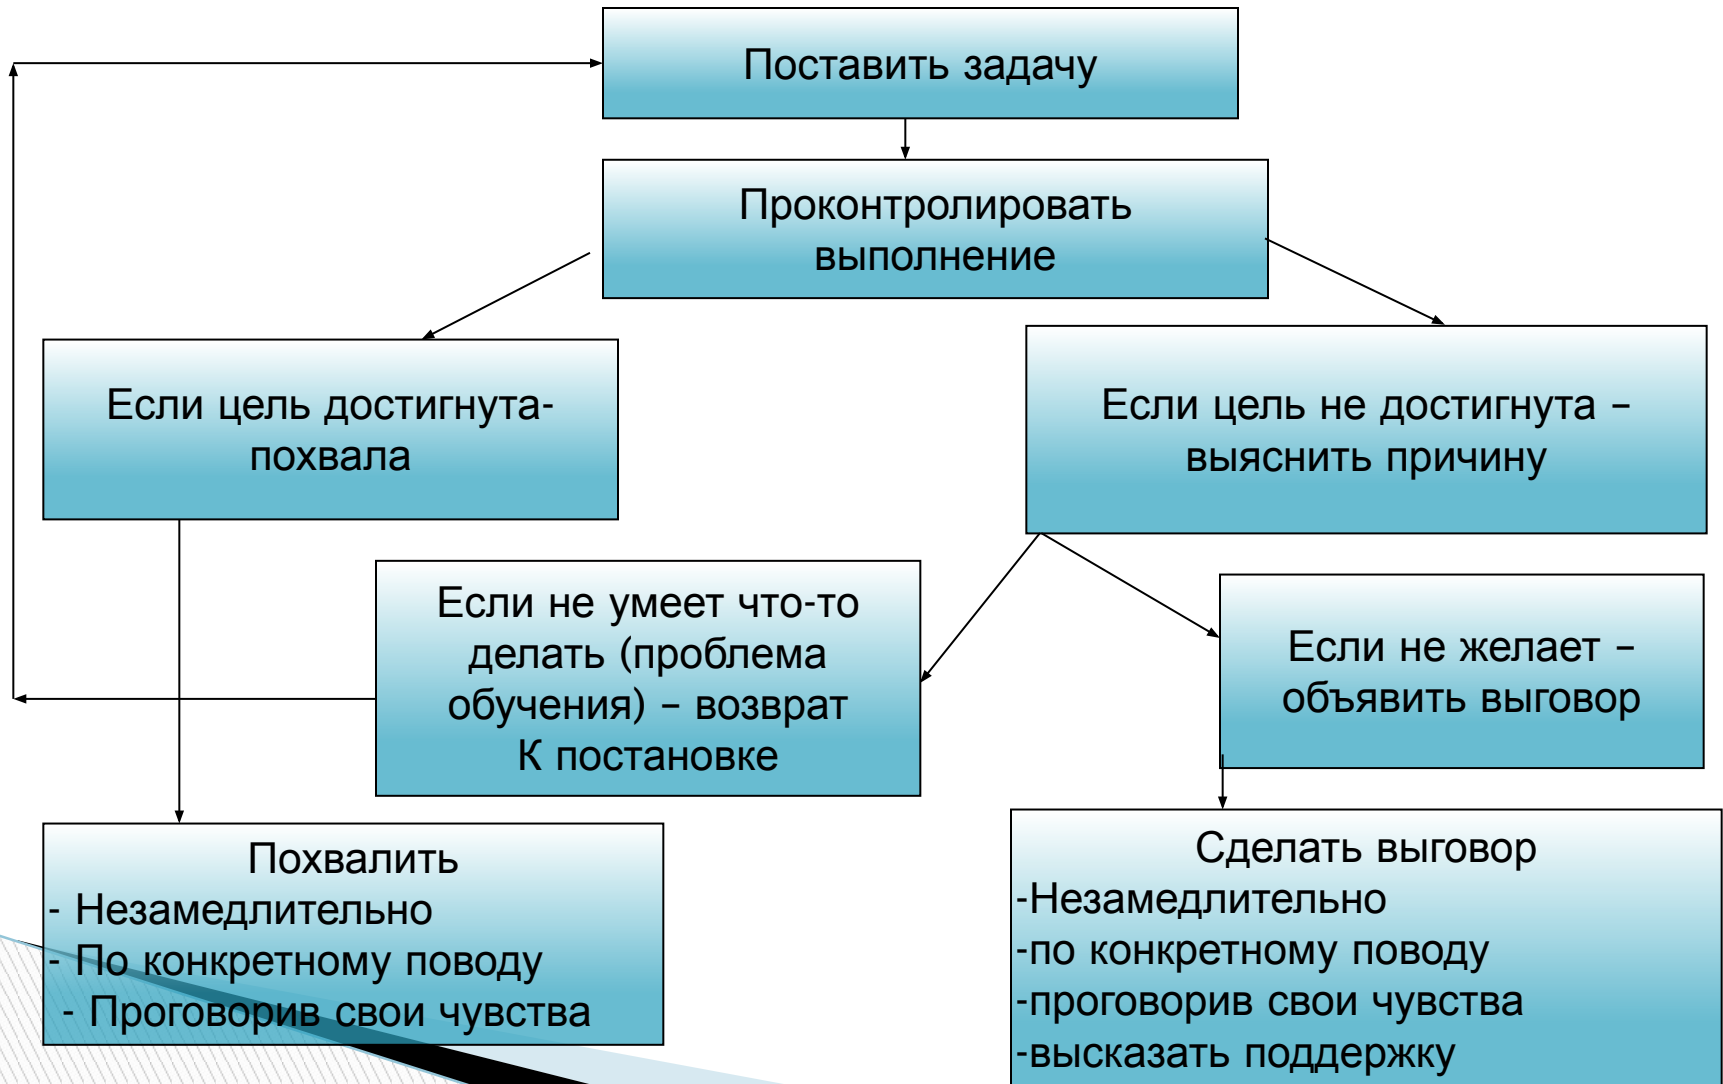 Поставить задачу
Проконтролировать
выполнение
Если цель достигнута-
похвала
Если цель не достигнута –
выяснить причину
Если не умеет что-то
делать (проблема
обучения) – возврат
К постановке
Если не желает –
объявить выговор
Похвалить
- Незамедлительно
- По конкретному поводу
- Проговорив свои чувства
Сделать выговор
-Незамедлительно
-по конкретному поводу
-проговорив свои чувства
-высказать поддержку